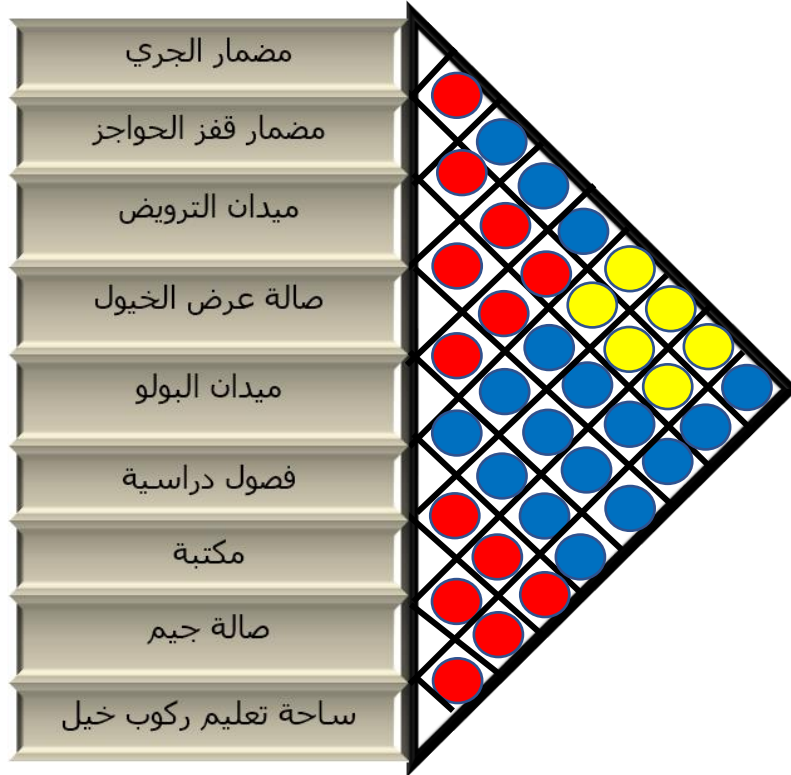 مضمار الجري
مضمار قفز الحواجز
ميدان الترويض
صالة عرض الخيول
ميدان البولو
فصول دراسية
مكتبة
صالة جيم
ساحة تعليم ركوب خيل